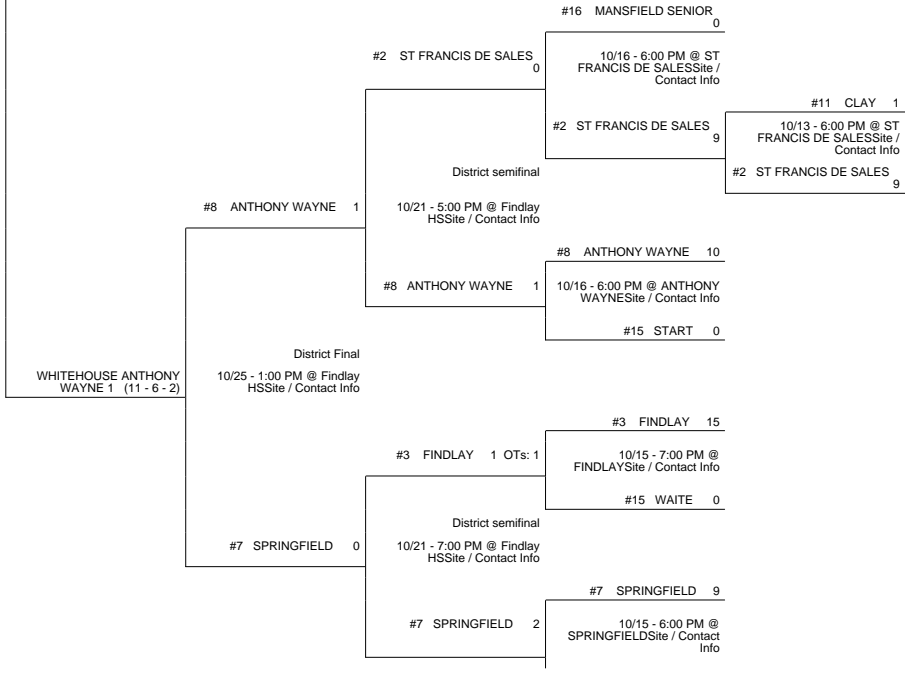 #16 MANSFIELD SENIOR
0
#2 ST FRANCIS DE SALES
0
10/16 - 6:00 PM @ ST
FRANCIS DE SALESSite /
Contact Info
#11 CLAY 1
#2 ST FRANCIS DE SALES
9
10/13 - 6:00 PM @ ST
FRANCIS DE SALESSite /
Contact Info
#2 ST FRANCIS DE SALES
9
District semifinal
10/21 - 5:00 PM @ Findlay
HSSite / Contact Info
#8 ANTHONY WAYNE 1
#8 ANTHONY WAYNE 10
#8 ANTHONY WAYNE 1
10/16 - 6:00 PM @ ANTHONY
WAYNESite / Contact Info
#15 START 0
District Final
10/25 - 1:00 PM @ Findlay
HSSite / Contact Info
WHITEHOUSE ANTHONY
WAYNE 1 (11 - 6 - 2)
#3 FINDLAY 15
#3 FINDLAY 1 OTs: 1
10/15 - 7:00 PM @
FINDLAYSite / Contact Info
#15 WAITE 0
District semifinal
10/21 - 7:00 PM @ Findlay
HSSite / Contact Info
#7 SPRINGFIELD 0
#7 SPRINGFIELD 9
#7 SPRINGFIELD 2
10/15 - 6:00 PM @
SPRINGFIELDSite / Contact
Info